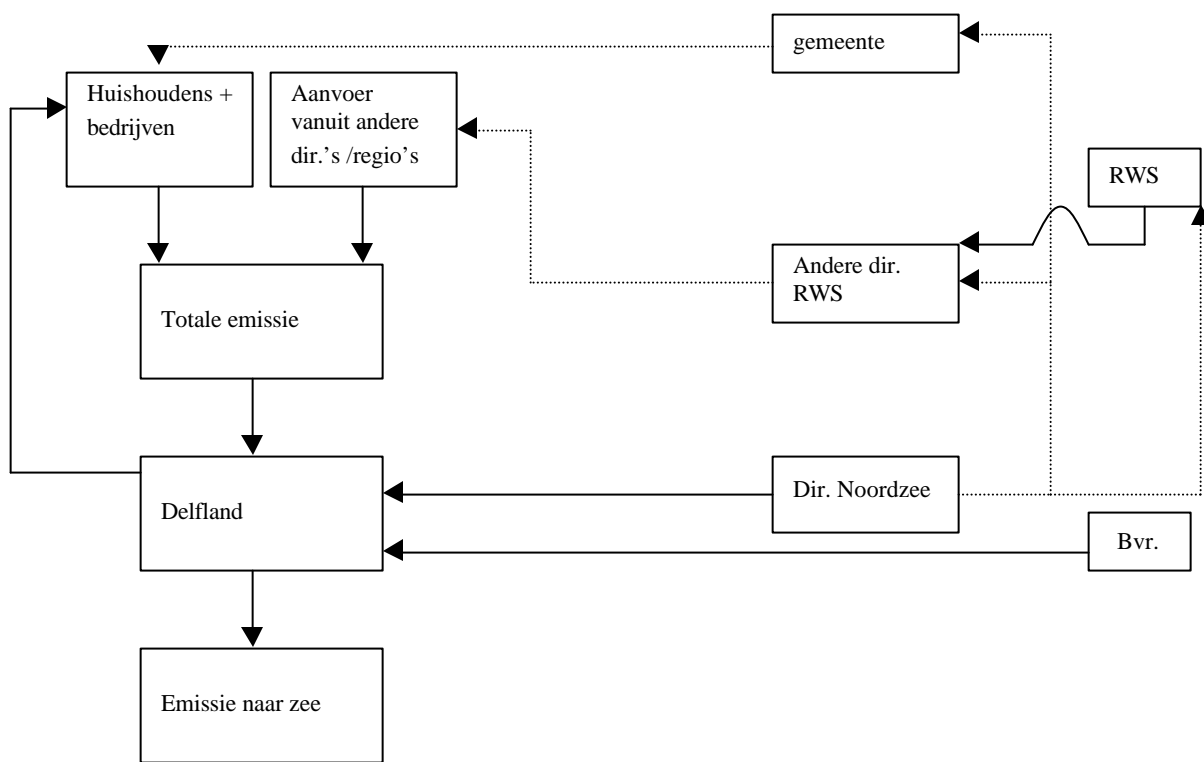 gemeente
Huishoudens +
bedrijven
Aanvoer
vanuit andere
dir.'s /regio's
RWS
Andere dir.
RWS
Totale emissie
Dir. Noordzee
Delfland
Bvr.
Emissie naar zee